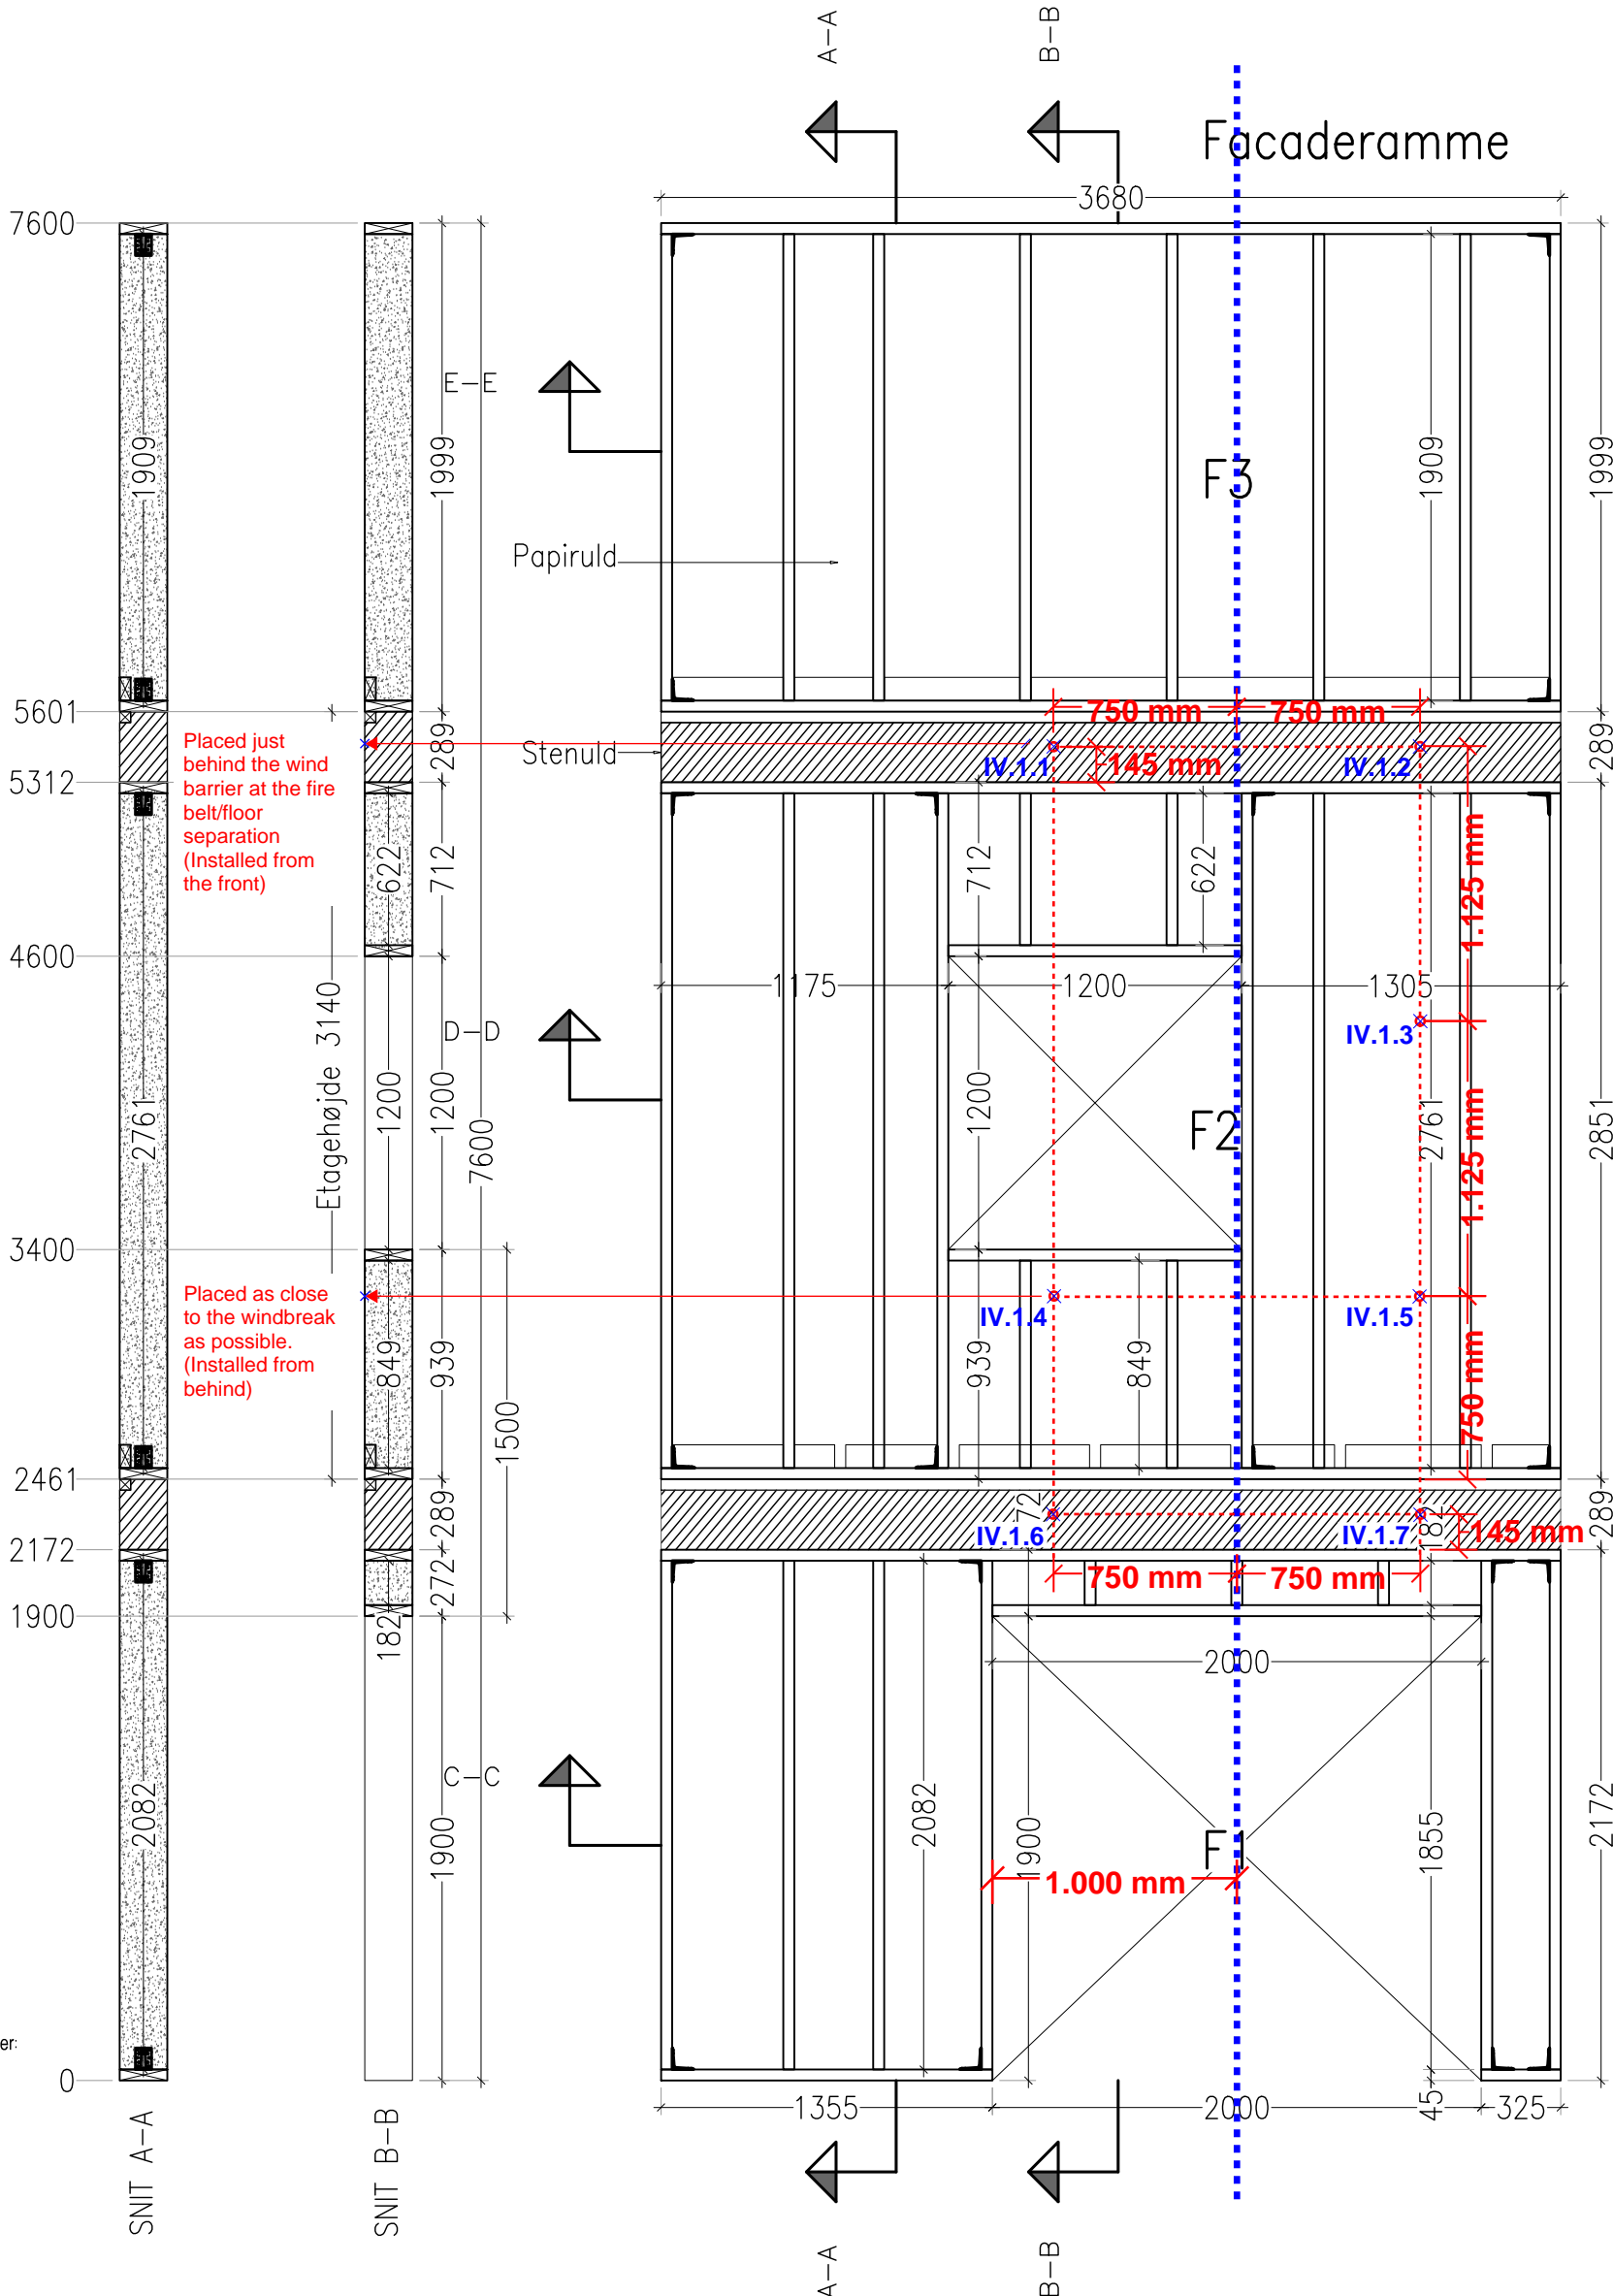 A-A
B-B
Facaderamme
3680
7600
E-E
1909
1999
F3
1909
1999
Papiruld
5601
750 mm
750 mm
289
Stenuld
IV.1.1
145 mm
IV.1.2
289
Placed just
behind the wind
barrier at the fire
belt/floor
separation
(Installed from
the front)
5312
622
712
712
622
1.125 mm
4600
1175
1200
1305
Etagehøjde 3140
D-D
IV.1.3
2761
1200
1200
7600
1200
F2
2761
1.125 mm
2851
3400
Placed as close
to the windbreak
as possible.
(Installed from
behind)
IV.1.4
IV.1.5
849
939
939
849
750 mm
1500
2461
289
72
182
289
IV.1.6
IV.1.7
145 mm
2172
272
750 mm
750 mm
1900
182
2000
C-C
2082
1900
2082
1900
F1
1855
2172
1.000 mm
er:
0
1355
2000
45
325
SNIT A-A
SNIT B-B
A-A
B-B